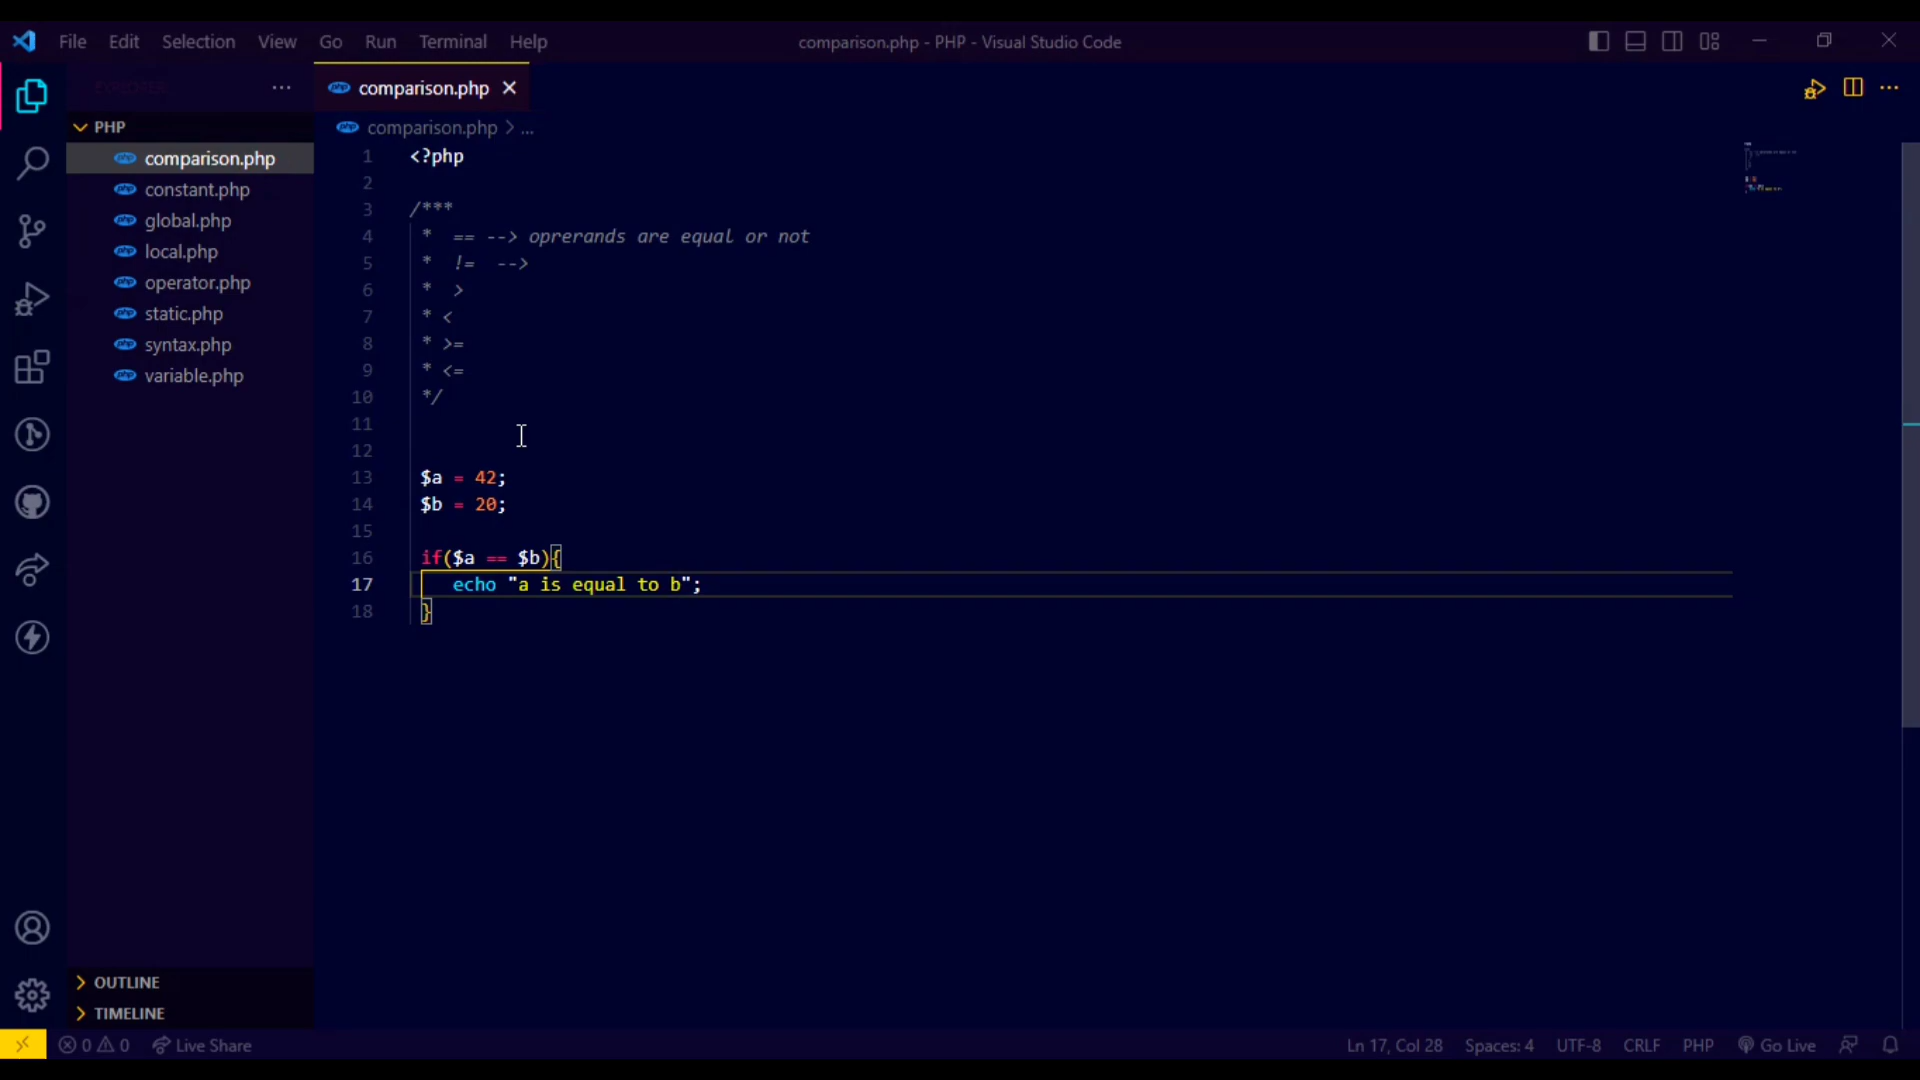 File Edit Selection View Go Run Terminal Help comparison.php - PHP - Visual Studio Code
EXPLORER ... comparison.php
PHP comparison.php > ...
comparison.php
constant.php
global.php
local.php
operator.php
static.php
syntax.php
variable.php
1 <?php
2
3 /***
4 * == --> oprerands are equal or not
5 * != -->
6 * >
7 * <
8 * >=
9 * <=
10 */
11
12
13 $a = 42;
14 $b = 20;
15
16 if($a == $b){
17 echo "a is equal to b";
18 }
OUTLINE
TIMELINE
0 0 Live Share Ln 17, Col 28 Spaces: 4 UTF-8 CRLF PHP Go Live